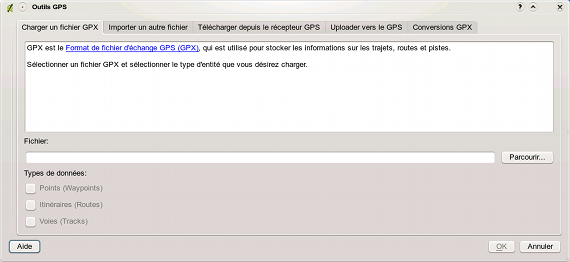 Outils GPS
Charger un fichier GPX Importer un autre fichier Télécharger depuis le récepteur GPS Uploader vers le GPS Conversions GPX
GPX est le Format de fichier d'échange GPS (GPX), qui est utilisé pour stocker les informations sur les trajets, routes et pistes.
Sélectionner un fichier GPX et sélectionner le type d'entité que vous désirez charger.
Fichier:
Parcourir...
Types de données:
Points (Waypoints)
Itinéraires (Routes)
Voies (Tracks)
Aide OK Annuler